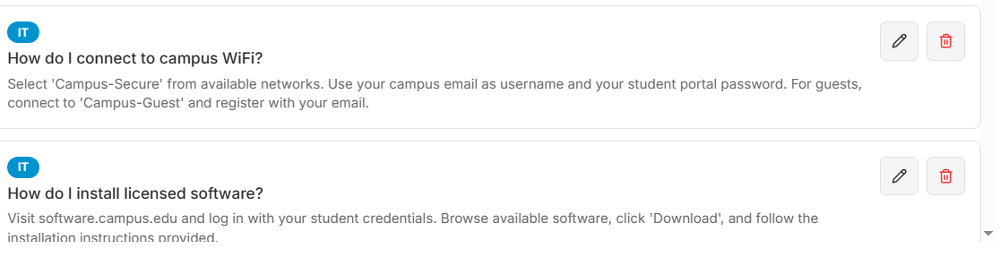 IT
How do I connect to campus WiFi?
Select 'Campus-Secure' from available networks. Use your campus email as username and your student portal password. For guests,
connect to 'Campus-Guest' and register with your email.
IT
How do I install licensed software?
Visit software.campus.edu and log in with your student credentials. Browse available software, click 'Download', and follow the
installation instructions provided.